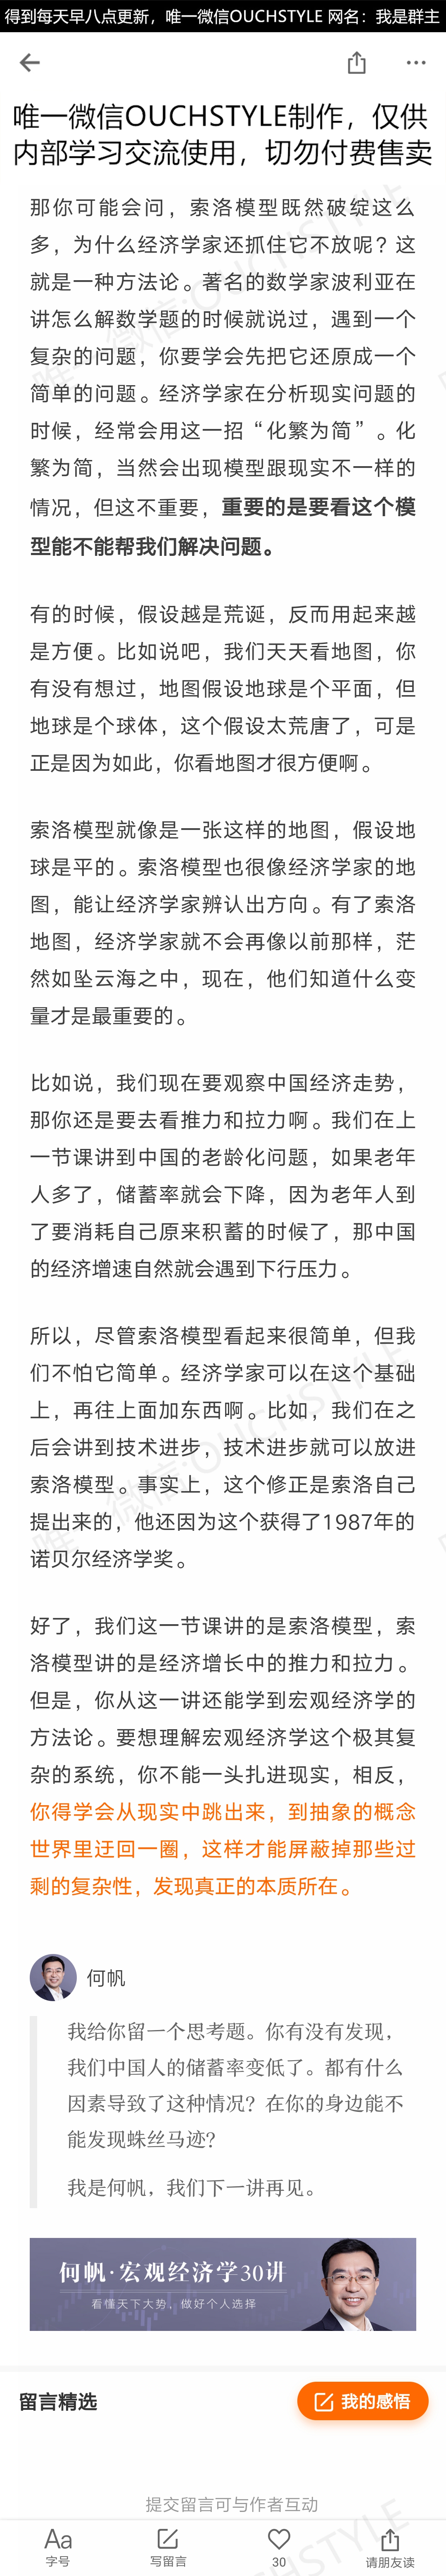 得到每天早八点更新，唯一微信OUCHSTYLE 网名：我是群主
唯一微信OUCHSTYLE制作，仅供
内部学习交流使用，切勿付费售卖
那你可能会问，索洛模型既然破绽这么
多，为什么经济学家还抓住它不放呢？这
就是一种方法论。著名的数学家波利亚在
讲怎么解数学题的时候就说过，遇到一个
复杂的问题，你要学会先把它还原成一个
简单的问题。经济学家在分析现实问题的
时候，经常会用这一招“化繁为简”。化
繁为简，当然会出现模型跟现实不一样的
情况，但这不重要，重要的是要看这个模
型能不能帮我们解决问题。
有的时候，假设越是荒诞，反而用起来越
是方便。比如说吧，我们天天看地图，你
有没有想过，地图假设地球是个平面，但
地球是个球体，这个假设太荒唐了，可是
正是因为如此，你看地图才很方便啊。
索洛模型就像是一张这样的地图，假设地
球是平的。索洛模型也很像经济学家的地
图，能让经济学家辨认出方向。有了索洛
地图，经济学家就不会再像以前那样，茫
然如坠云海之中，现在，他们知道什么变
量才是最重要的。
比如说，我们现在要观察中国经济走势，
那你还是要去看推力和拉力啊。我们在上
一节课讲到中国的老龄化问题，如果老年
人多了，储蓄率就会下降，因为老年人到
了要消耗自己原来积蓄的时候了，那中国
的经济增速自然就会遇到下行压力。
所以，尽管索洛模型看起来很简单，但我
们不怕它简单。经济学家可以在这个基础
上，再往上面加东西啊。比如，我们在之
后会讲到技术进步，技术进步就可以放进
索洛模型。事实上，这个修正是索洛自己
提出来的，他还因为这个获得了1987年的
诺贝尔经济学奖。
好了，我们这一节课讲的是索洛模型，索
洛模型讲的是经济增长中的推力和拉力。
但是，你从这一讲还能学到宏观经济学的
方法论。要想理解宏观经济学这个极其复
杂的系统，你不能一头扎进现实，相反，
你得学会从现实中跳出来，到抽象的概念
世界里迂回一圈，这样才能屏蔽掉那些过
剩的复杂性，发现真正的本质所在。
何帆
我给你留一个思考题。你有没有发现，
我们中国人的储蓄率变低了。都有什么
因素导致了这种情况？在你的身边能不
能发现蛛丝马迹？
我是何帆，我们下一讲再见。
何帆·宏观经济学30讲
看懂天下大势，做好个人选择
留言精选
我的感悟
提交留言可与作者互动
Aa
字号
写留言
30
请朋友读
唯一微信:OUCHSTYLE
唯一微信:OUCHSTYLE